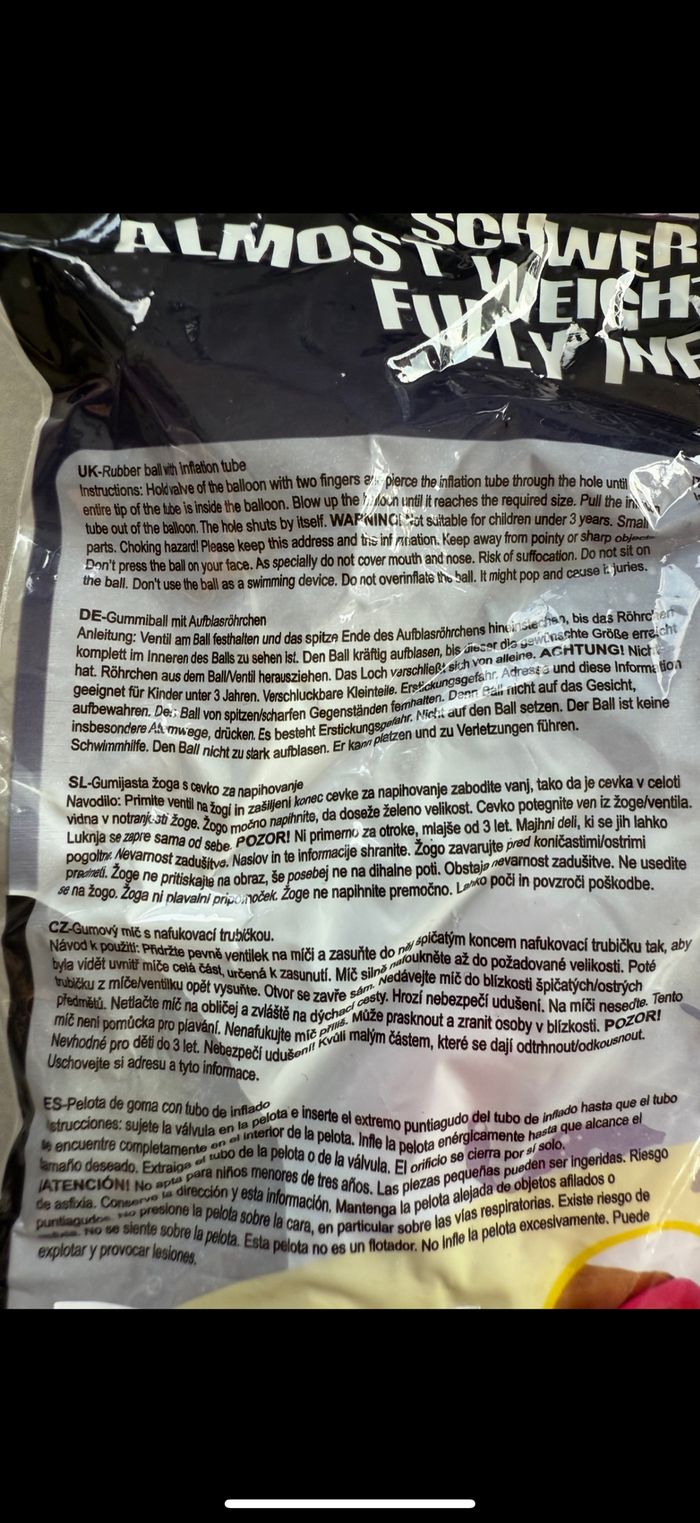 ALMOST
SCHWER
WEIGH
FULLY INF
UK-Rubber ball with Inflation tube
Instructions: Hold valve of the balloon with two fingers pierce the inflation tube through the hole until
entire tip of the tube is inside the balloon. Blow up the until it reaches the required size. Pull the
tube out of the balloon. The hole shuts by itself. WARNING! Not suitable for children under 3 years. Small
parts. Choking hazard! Please keep this address and this information. Keep away from pointy or sharp objects
Don't press the ball on your face. As specially do not cover mouth and nose. Risk of suffocation. Do not sit on
the ball. Don't use the ball as a swimming device. Do not overinflate the ball. It might pop and cause injuries.
DE-Gummiball mit Aufblasröhrchen
Anleitung: Ventil am Ball festhalten und das spitze Ende des Aufblasröhrchens hineinstechen, bis das Röhrchen
komplett im Inneren des Balls zu sehen ist. Den Ball kräftig aufblasen, bis dieser die gewünschte Größe erreicht
hat. Röhrchen aus dem Ball/Ventil herausziehen. Das Loch verschließt sich von alleine. ACHTUNG! Nicht
geeignet für Kinder unter 3 Jahren. Verschluckbare Kleinteile. Erstickungsgefahr. Adresse und diese Information
aufbewahren. Den Ball von spitzen/scharfen Gegenständen fernhalten. Denn Ball nicht auf das Gesicht,
insbesondere Atemwege, drücken. Es besteht Erstickungsgefahr. Nicht auf den Ball setzen. Der Ball ist keine
Schwimmhilfe. Den Ball nicht zu stark aufblasen. Er kann platzen und zu Verletzungen führen.
SL-Gumijasta žoga s cevko za napihovanje
Navodilo: Primite ventil na žogi in zašiljeni konec cevke za napihovanje zabodite vanj, tako da je cevka v celoti
vidna v notranjosti žoge. Žogo močno napihnite, da doseže želeno velikost. Cevko potegnite ven iz žoge/ventila.
Luknja se zapre sama od sebe. POZOR! Ni primerno za otroke, mlajše od 3 let. Majhni deli, ki se jih lahko
pogoltne. Nevarnost zadušitve. Naslov in te informacije shranite. Žogo zavarujte pred koničastimi/ostrimi
predmeti. Žoge ne pritiskajte na obraz, še posebej ne na dihalne poti. Obstaja nevarnost zadušitve. Ne usedite
se na žogo. Žoga ni plavalni pripomoček. Žoge ne napihnite premočno. Lahko poči in povzroči poškodbe.
CZ-Gumový míč s nafukovací trubičkou.
Návod k použití: Přidržte pevně ventilek na míči a zasuňte do něj špičatým koncem nafukovací trubičku tak, aby
byla vidět uvnitř míče celá část, určená k zasunutí. Míč silně nafoukněte až do požadované velikosti. Poté
trubičku z míče/ventilku opět vysuňte. Otvor se zavře sám. Nedávejte míč do blízkosti špičatých/ostrých
předmětů. Netlačte míč na obličej a zvláště na dýchací cesty. Hrozí nebezpečí udušení. Na míči neseďte. Tento
míč není pomůcka pro plavání. Nenafukujte míč příliš. Může prasknout a zranit osoby v blízkosti. POZOR!
Nevhodné pro děti do 3 let. Nebezpečí udušení! Kvůli malým částem, které se dají odtrhnout/odkousnout.
Uschovejte si adresu a tyto informace.
ES-Pelota de goma con tubo de inflado
strucciones: sujete la válvula en la pelota e inserte el extremo puntiagudo del tubo de inflado hasta que el tubo
se encuentre completamente en el interior de la pelota. Infle la pelota enérgicamente hasta que alcance el
tamaño deseado. Extraiga el tubo de la pelota o de la válvula. El orificio se cierra por sí solo.
¡ATENCIÓN! No apta para niños menores de tres años. Las piezas pequeñas pueden ser ingeridas. Riesgo
de asfixia. Conserve la dirección y esta información. Mantenga la pelota alejada de objetos afilados o
puntiagudos. No presione la pelota sobre la cara, en particular sobre las vías respiratorias. Existe riesgo de
asfixia. No se siente sobre la pelota. Esta pelota no es un flotador. No infle la pelota excesivamente. Puede
explotar y provocar lesiones.